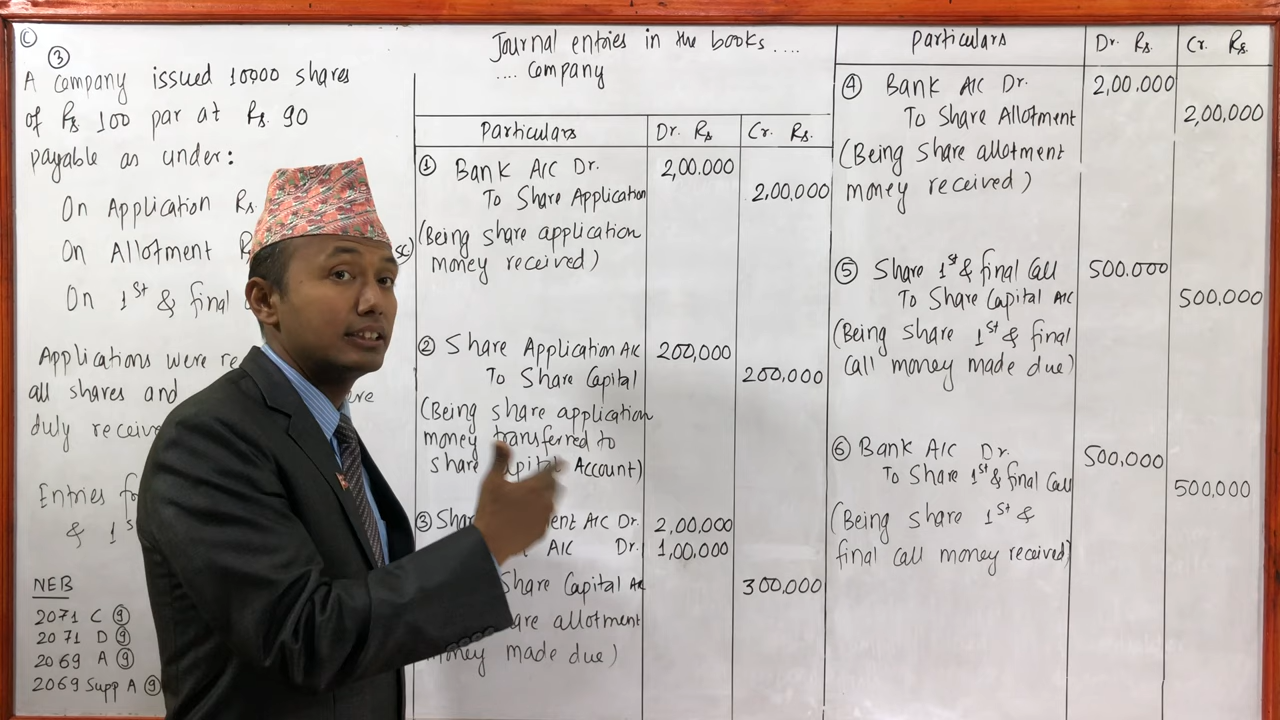 ©
③
A company issued 10000 shares
of Rs 100 par at Rs. 90
payable as under:
On Application Rs.
On Allotment
On 1st & final
Applications were
all shares and
duly
Entries
& 1s
NEB
2071 C ⑨
2071 D ⑨
2069 A ⑨
2069 Supp A ⑨
Journal entries in the books ....
.... Company
Particulars Dr. Rs Cr. Rs.
① Bank A/C Dr. 2,00.000
To Share Application 2,00,000
(Being share application
money received)
② Share Application A/C 200,000
To Share Capital 200,000
(Being share application
money transferred to
Share Capital Account)
③ A/C Dr. 2,00,000
A/C Dr. 1,00,000
Share Capital A/c 300,000
allotment
made due)
Particulars Dr. Rs. Cr. Rs.
④ Bank A/C Dr. 2,00,000
To Share Allotment 2,00,000
(Being share allotment
money received)
⑤ Share 1st & final Call 500.000
To Share Capital A/C 500,000
(Being share 1st & final
Call money made due)
⑥ Bank A/C Dr. 500,000
To Share 1st & final Call 500,000
(Being share 1st &
final call money received)